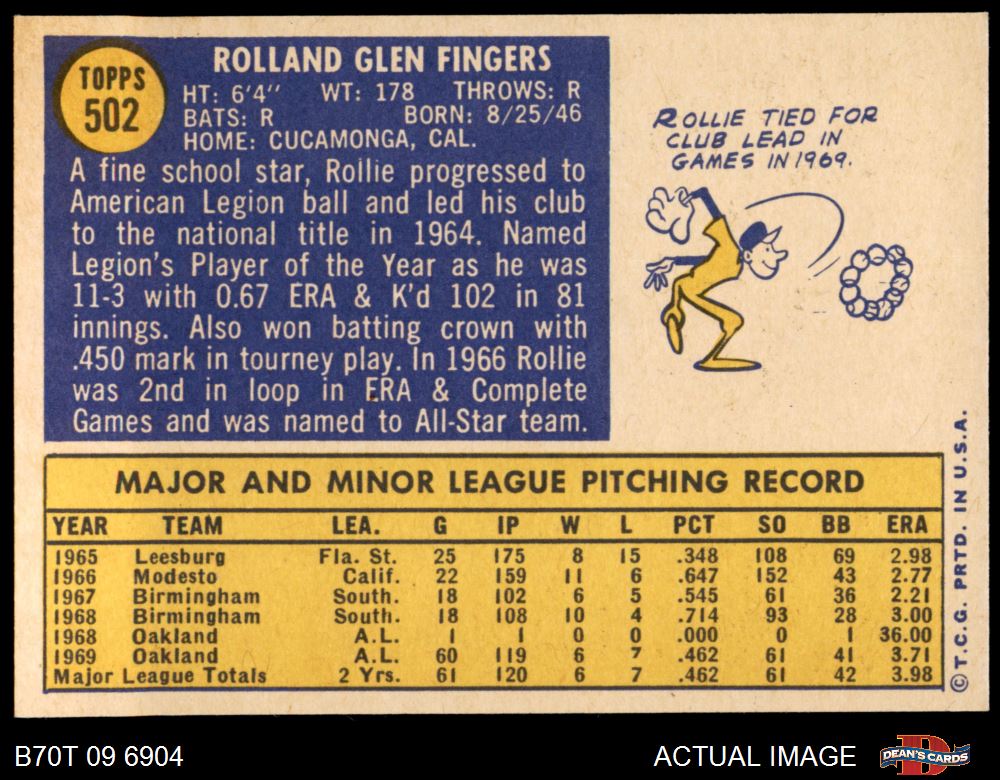 TOPPS
502
ROLLAND GLEN FINGERS
HT: 6'4" WT: 178 THROWS: R
BATS: R BORN: 8/25/46
HOME: CUCAMONGA, CAL.
A fine school star, Rollie progressed to
American Legion ball and led his club
to the national title in 1964. Named
Legion's Player of the Year as he was
11-3 with 0.67 ERA & K'd 102 in 81
innings. Also won batting crown with
.450 mark in tourney play. In 1966 Rollie
was 2nd in loop in ERA & Complete
Games and was named to All-Star team.
ROLLIE TIED FOR
CLUB LEAD IN
GAMES IN 1969.
MAJOR AND MINOR LEAGUE PITCHING RECORD
YEAR TEAM LEA. G IP W L PCT SO BB ERA
1965 Leesburg Fla. St. 25 175 8 15 .348 108 69 2.98
1966 Modesto Calif. 22 159 11 6 .647 152 43 2.77
1967 Birmingham South. 18 102 6 5 .545 61 36 2.21
1968 Birmingham South. 18 108 10 4 .714 93 28 3.00
1968 Oakland A.L. 1 1 0 0 .000 0 1 36.00
1969 Oakland A.L. 60 119 6 7 .462 61 41 3.71
Major League Totals 2 Yrs. 61 120 6 7 .462 61 42 3.98
© T.C.G. PRTD. IN U.S.A.
B70T 09 6904
ACTUAL IMAGE
D
DEAN'S CARDS